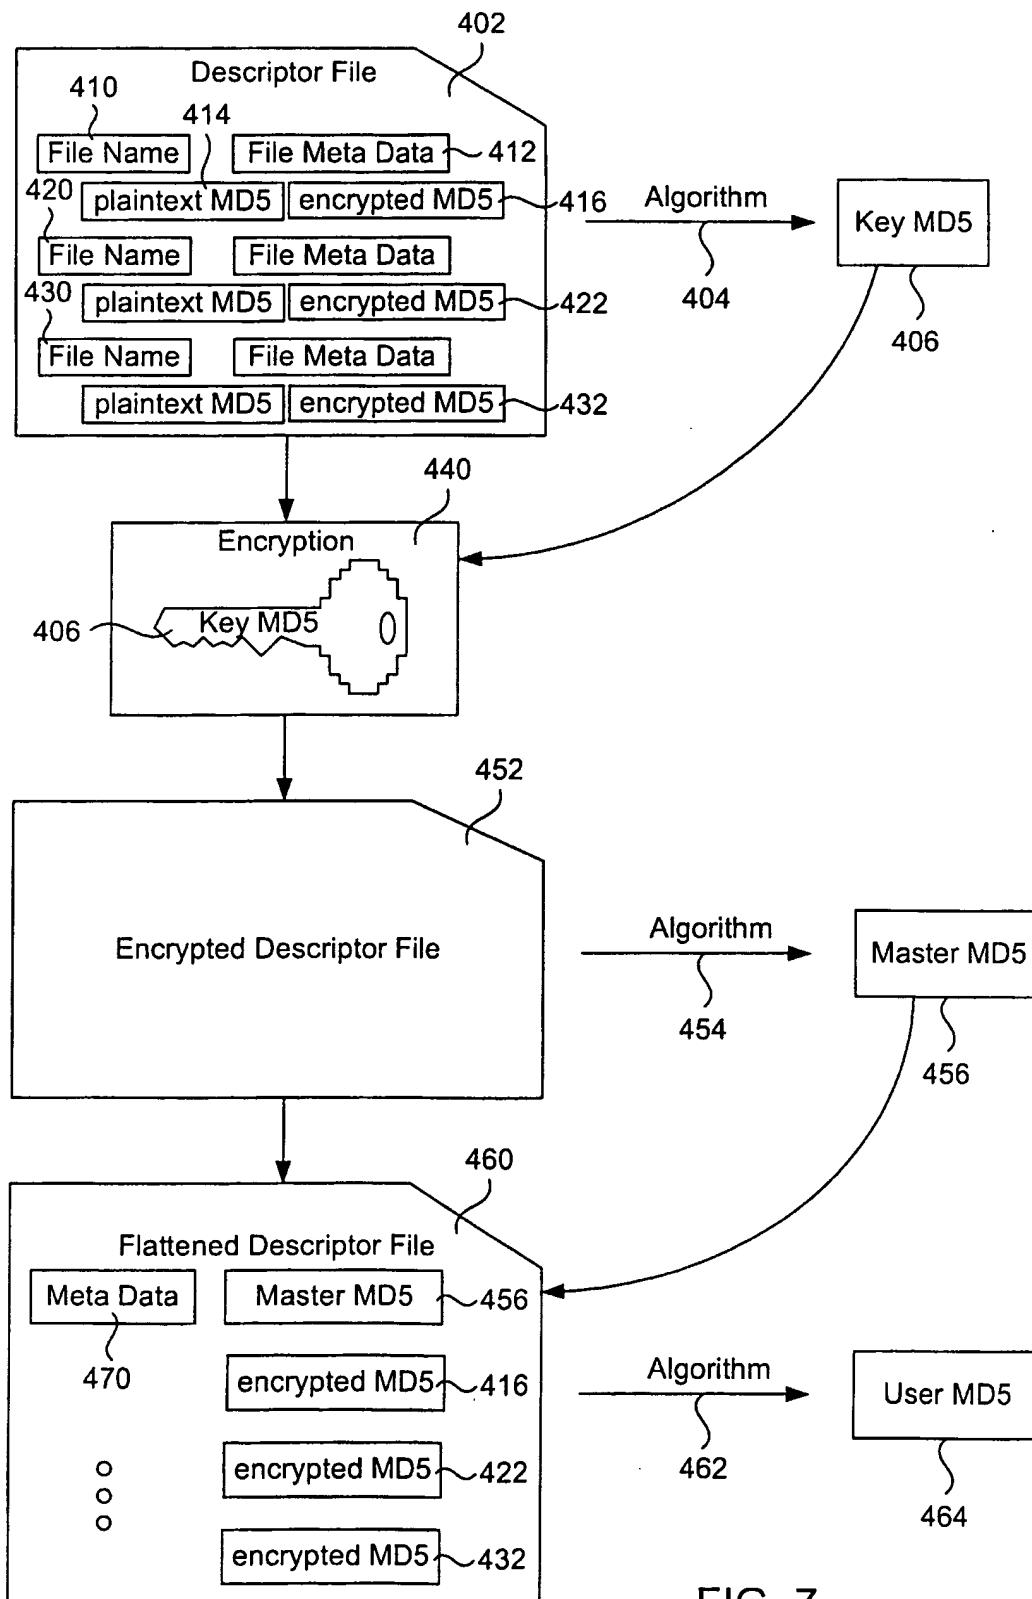 402
Descriptor File
410
414
File Name
File Meta Data
412
420
plaintext MD5
encrypted MD5
416
Algorithm
404
Key MD5
406
File Name
File Meta Data
430
plaintext MD5
encrypted MD5
422
File Name
File Meta Data
plaintext MD5
encrypted MD5
432
440
Encryption
Key MD5
406
452
Encrypted Descriptor File
Algorithm
454
Master MD5
456
460
Flattened Descriptor File
Meta Data
470
Master MD5
456
encrypted MD5
416
Algorithm
462
User MD5
464
encrypted MD5
422
encrypted MD5
432